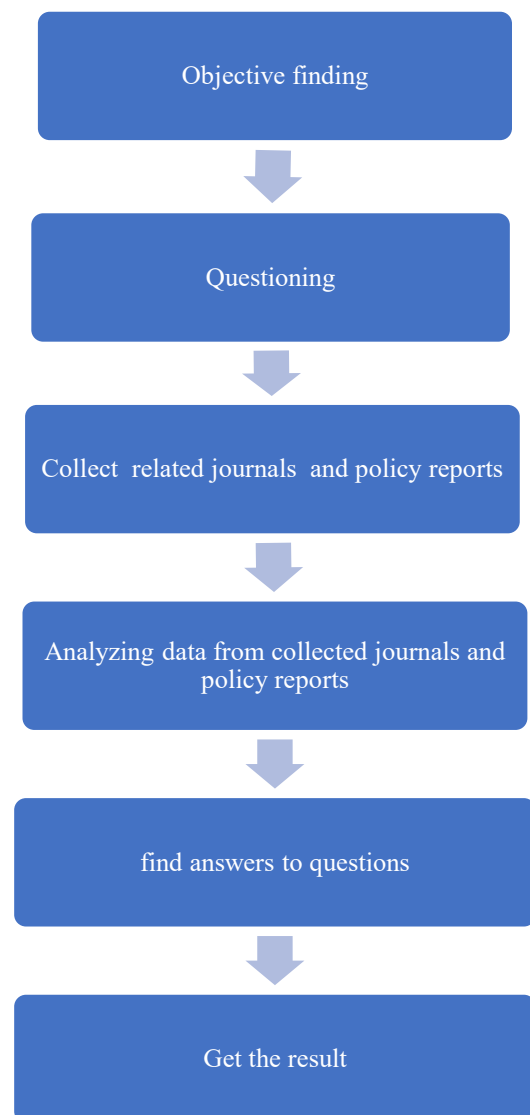 Objective finding
Questioning
Collect  related journals  and policy reports
Analyzing data from collected journals and
policy reports
find answers to questions
Get the result